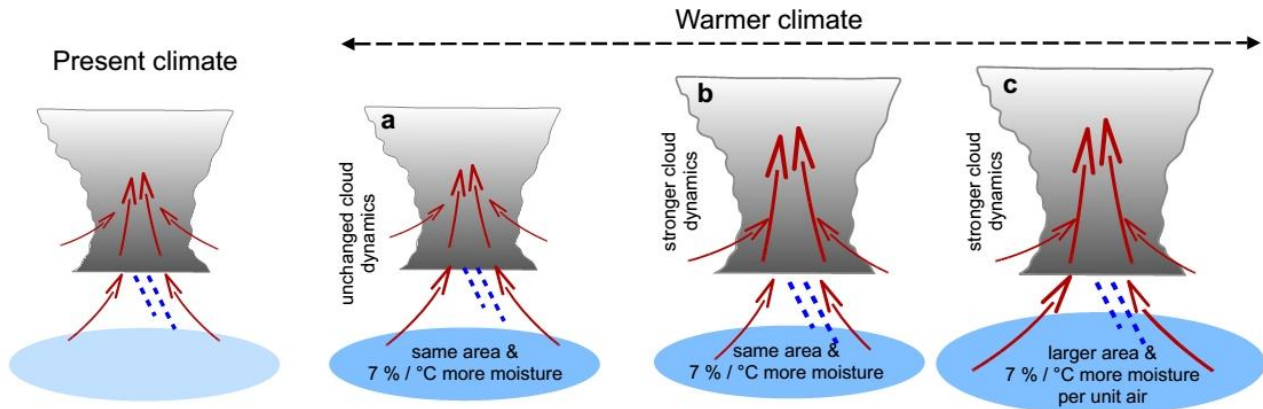 Warmer climate
Present climate
a
unchanged cloud
dynamics
same area &
7 % / °C more moisture
b
stronger cloud
dynamics
same area &
7 % / °C more moisture
c
stronger cloud
dynamics
larger area &
7 % / °C more moisture
per unit air